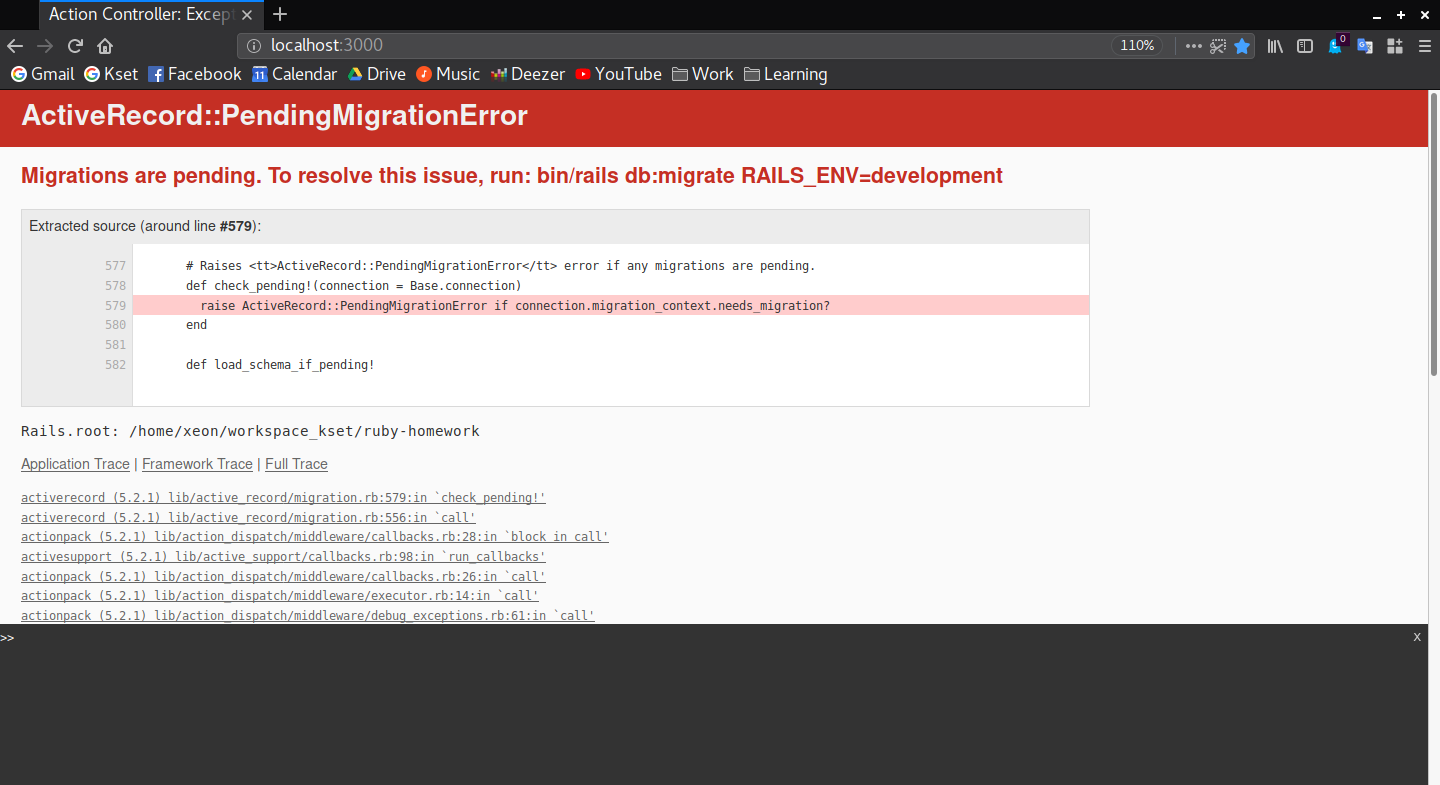 Action Controller: Excep
localhost:3000
110%
0
Gmail Kset Facebook 11 Calendar Drive Music Deezer YouTube Work Learning
ActiveRecord::PendingMigrationError
Migrations are pending. To resolve this issue, run: bin/rails db:migrate RAILS_ENV=development
Extracted source (around line #579):
577 # Raises <tt>ActiveRecord::PendingMigrationError</tt> error if any migrations are pending.
578 def check_pending!(connection = Base.connection)
579 raise ActiveRecord::PendingMigrationError if connection.migration_context.needs_migration?
580 end
581
582 def load_schema_if_pending!
Rails.root: /home/xeon/workspace_kset/ruby-homework
Application Trace | Framework Trace | Full Trace
activerecord (5.2.1) lib/active_record/migration.rb:579:in `check_pending!'
activerecord (5.2.1) lib/active_record/migration.rb:556:in `call'
actionpack (5.2.1) lib/action_dispatch/middleware/callbacks.rb:28:in `block in call'
activesupport (5.2.1) lib/active_support/callbacks.rb:98:in `run_callbacks'
actionpack (5.2.1) lib/action_dispatch/middleware/callbacks.rb:26:in `call'
actionpack (5.2.1) lib/action_dispatch/middleware/executor.rb:14:in `call'
actionpack (5.2.1) lib/action_dispatch/middleware/debug_exceptions.rb:61:in `call'
>> x